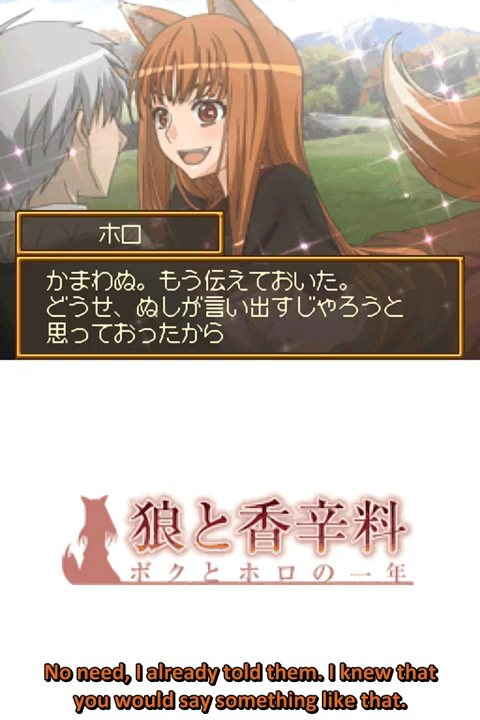 ホロ
かまわぬ。もう伝えておいた。
どうせ、ぬしが言い出すじゃろうと
思っておったから
狼と香辛料
ボクとホロの一年
No need, I already told them. I knew that
you would say something like that.